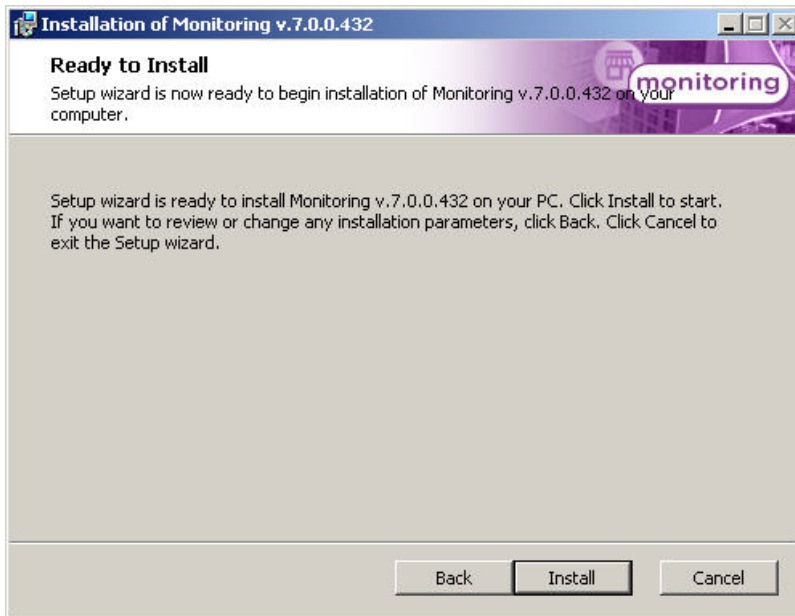 Installation of Monitoring v.7.0.0.432
Ready to Install
Setup wizard is now ready to begin installation of Monitoring v.7.0.0.432 on your
computer.
monitoring
Setup wizard is ready to install Monitoring v.7.0.0.432 on your PC. Click Install to start.
If you want to review or change any installation parameters, click Back. Click Cancel to
exit the Setup wizard.
Back
Install
Cancel